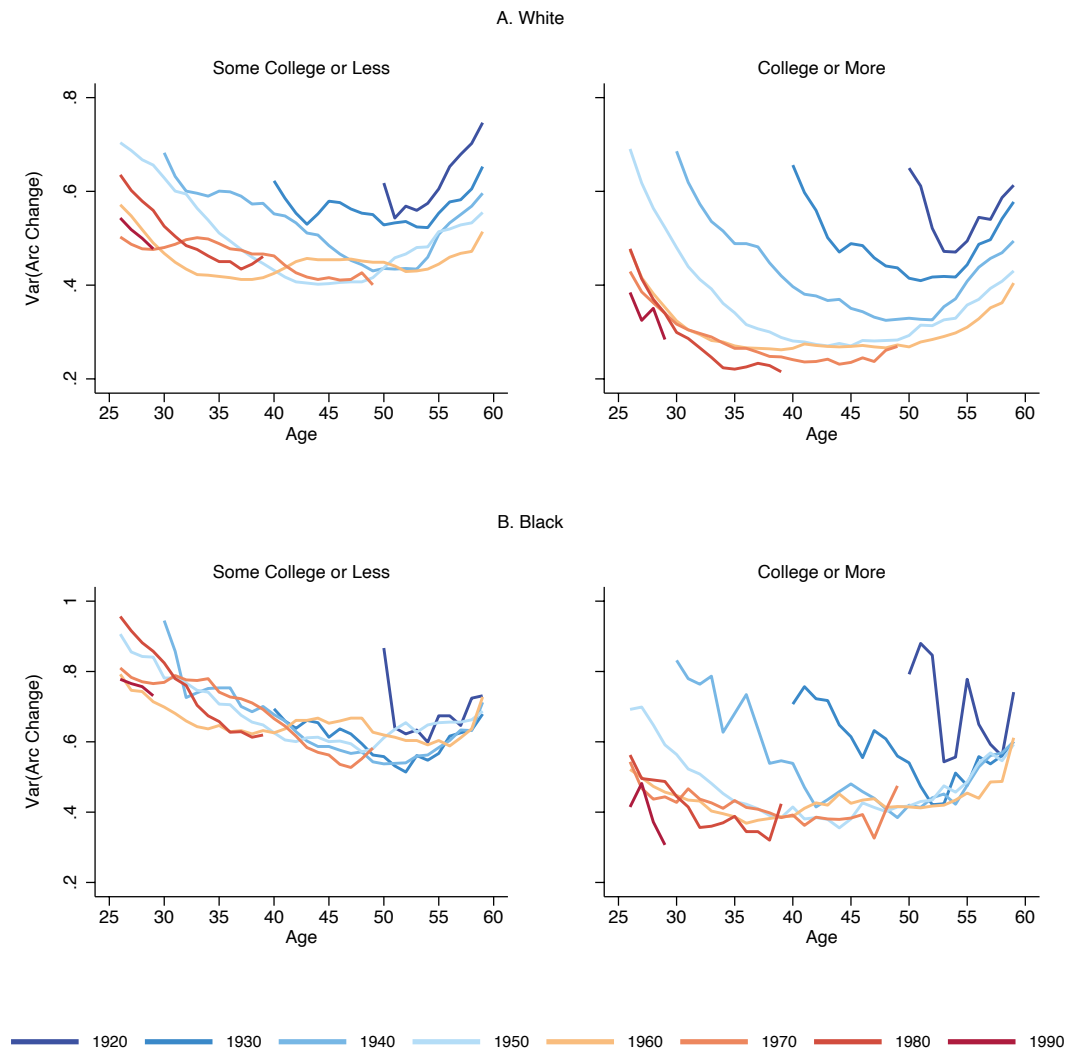 A. White
Some College or Less
College or More
Var(Arc Change)
.8
.6
.4
.2
25 30 35 40 45 50 55 60
Age
25 30 35 40 45 50 55 60
Age
B. Black
Some College or Less
College or More
Var(Arc Change)
1
.8
.6
.4
.2
25 30 35 40 45 50 55 60
Age
25 30 35 40 45 50 55 60
Age
1920 1930 1940 1950 1960 1970 1980 1990